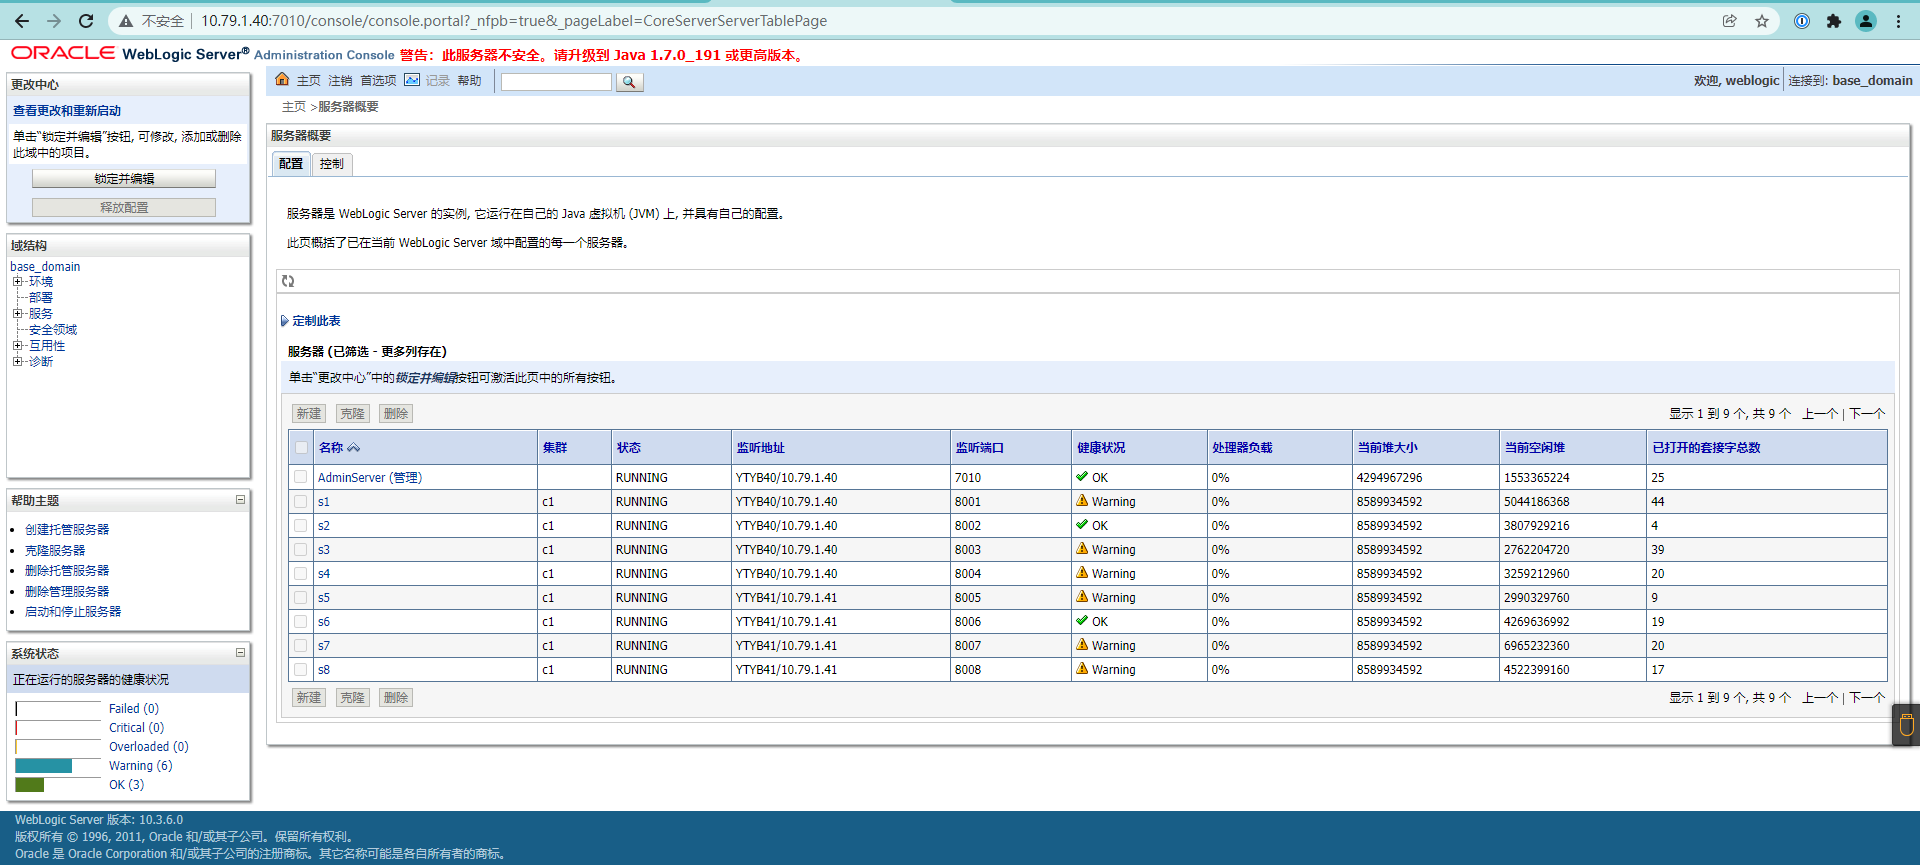 不安全 | 10.79.1.40:7010/console/console.portal?_nfpb=true&_pageLabel=CoreServerServerTablePage
ORACLE WebLogic Server® Administration Console 警告：此服务器不安全。请升级到 Java 1.7.0_191 或更高版本。
更改中心
查看更改和重新启动
单击“锁定并编辑”按钮, 可修改, 添加或删除
此域中的项目。
锁定并编辑
释放配置
域结构
base_domain
环境
部署
服务
安全领域
互用性
诊断
帮助主题
创建托管服务器
克隆服务器
删除托管服务器
删除管理服务器
启动和停止服务器
系统状态
正在运行的服务器的健康状况
Failed (0)
Critical (0)
Overloaded (0)
Warning (6)
OK (3)
主页 注销 首选项 记录 帮助
欢迎, weblogic 连接到: base_domain
主页 >服务器概要
服务器概要
配置 控制
服务器是 WebLogic Server 的实例, 它运行在自己的 Java 虚拟机 (JVM) 上, 并具有自己的配置。
此页概括了已在当前 WebLogic Server 域中配置的每一个服务器。
定制此表
服务器 (已筛选 - 更多列存在)
单击“更改中心”中的锁定并编辑按钮可激活此页中的所有按钮。
新建 克隆 删除 显示 1 到 9 个, 共 9 个 上一个 | 下一个
名称 集群 状态 监听地址 监听端口 健康状况 处理器负载 当前堆大小 当前空闲堆 已打开的套接字总数
AdminServer (管理) RUNNING YTYB40/10.79.1.40 7010 OK 0% 4294967296 1553365224 25
s1 c1 RUNNING YTYB40/10.79.1.40 8001 Warning 0% 8589934592 5044186368 44
s2 c1 RUNNING YTYB40/10.79.1.40 8002 OK 0% 8589934592 3807929216 4
s3 c1 RUNNING YTYB40/10.79.1.40 8003 Warning 0% 8589934592 2762204720 39
s4 c1 RUNNING YTYB40/10.79.1.40 8004 Warning 0% 8589934592 3259212960 20
s5 c1 RUNNING YTYB41/10.79.1.41 8005 Warning 0% 8589934592 2990329760 9
s6 c1 RUNNING YTYB41/10.79.1.41 8006 OK 0% 8589934592 4269636992 19
s7 c1 RUNNING YTYB41/10.79.1.41 8007 Warning 0% 8589934592 6965232360 20
s8 c1 RUNNING YTYB41/10.79.1.41 8008 Warning 0% 8589934592 4522399160 17
新建 克隆 删除 显示 1 到 9 个, 共 9 个 上一个 | 下一个
WebLogic Server 版本: 10.3.6.0
版权所有 © 1996, 2011, Oracle 和/或其子公司。保留所有权利。
Oracle 是 Oracle Corporation 和/或其子公司的注册商标。其它名称可能是各自所有者的商标。